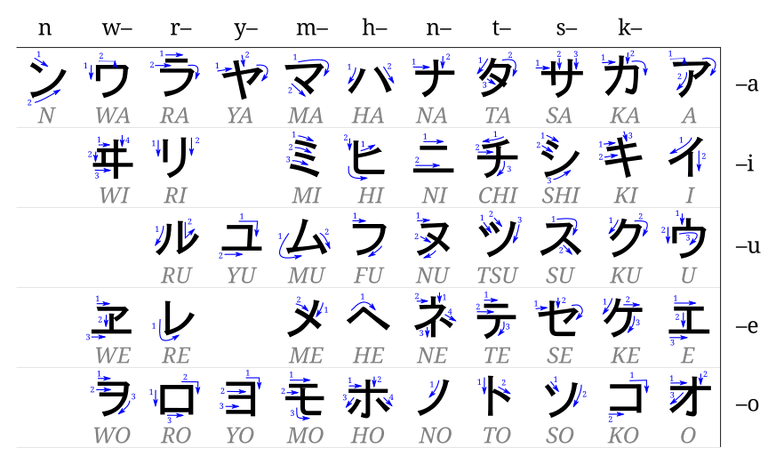 n w– r– y– m– h– n– t– s– k–
ン ワ ラ ヤ マ ハ ナ タ サ カ ア –a
N WA RA YA MA HA NA TA SA KA A
ヰ リ ミ ヒ ニ チ シ キ イ –i
WI RI MI HI NI CHI SHI KI I
ル ユ ム フ ヌ ツ ス ク ウ –u
RU YU MU FU NU TSU SU KU U
ヱ レ メ ヘ ネ テ セ ケ エ –e
WE RE ME HE NE TE SE KE E
ヲ ロ ヨ モ ホ ノ ト ソ コ オ –o
WO RO YO MO HO NO TO SO KO O